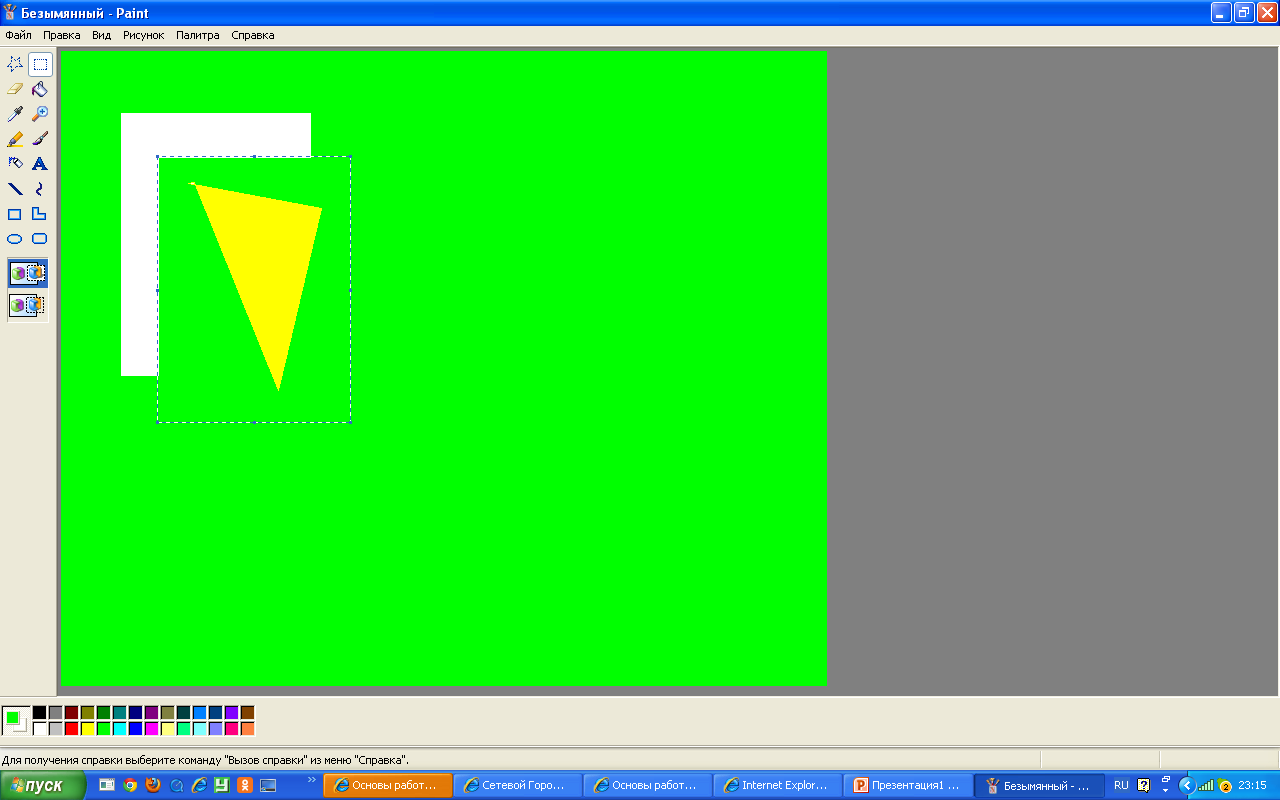 Безымянный - Paint
Файл Правка Вид Рисунок Палитра Справка
A
Для получения справки выберите команду "Вызов справки" из меню "Справка".
пуск
Основы работ...
Сетевой Горо...
Основы работ...
Internet Explor...
Презентация1 ...
Безымянный - ...
RU
2
23:15